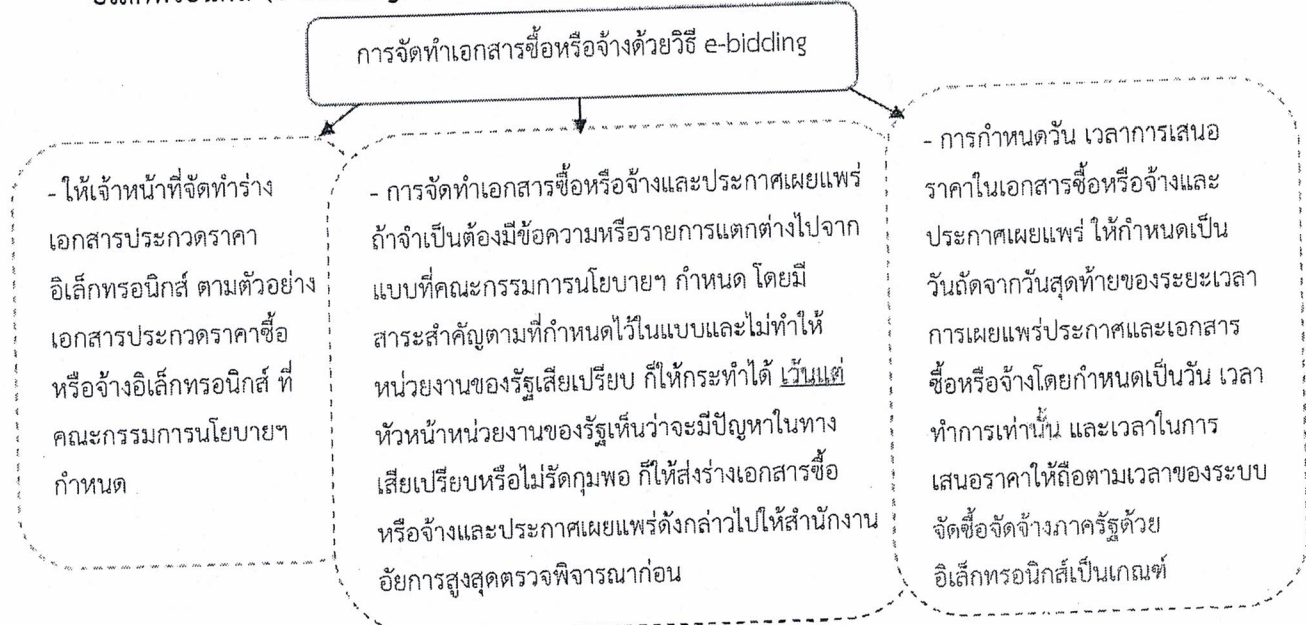 การจัดทำเอกสารซื้อหรือจ้างด้วยวิธี e-bidding
- ให้เจ้าหน้าที่จัดทำร่าง
เอกสารประกวดราคา
อิเล็กทรอนิกส์ ตามตัวอย่าง
เอกสารประกวดราคาซื้อ
หรือจ้างอิเล็กทรอนิกส์ ที่
คณะกรรมการนโยบายฯ
กำหนด
- การจัดทำเอกสารซื้อหรือจ้างและประกาศเผยแพร่
ถ้าจำเป็นต้องมีข้อความหรือรายการแตกต่างไปจาก
แบบที่คณะกรรมการนโยบายฯ กำหนด โดยมี
สาระสำคัญตามที่กำหนดไว้ในแบบและไม่ทำให้
หน่วยงานของรัฐเสียเปรียบ ก็ให้กระทำได้ เว้นแต่
หัวหน้าหน่วยงานของรัฐเห็นว่าจะมีปัญหาในทาง
เสียเปรียบหรือไม่รัดกุมพอ ก็ให้ส่งร่างเอกสารซื้อ
หรือจ้างและประกาศเผยแพร่ดังกล่าวไปให้สำนักงาน
อัยการสูงสุดตรวจพิจารณาก่อน
- การกำหนดวัน เวลาการเสนอ
ราคาในเอกสารซื้อหรือจ้างและ
ประกาศเผยแพร่ ให้กำหนดเป็น
วันถัดจากวันสุดท้ายของระยะเวลา
การเผยแพร่ประกาศและเอกสาร
ซื้อหรือจ้างโดยกำหนดเป็นวัน เวลา
ทำการเท่านั้น และเวลาในการ
เสนอราคาให้ถือตามเวลาของระบบ
จัดซื้อจัดจ้างภาครัฐด้วย
อิเล็กทรอนิกส์เป็นเกณฑ์